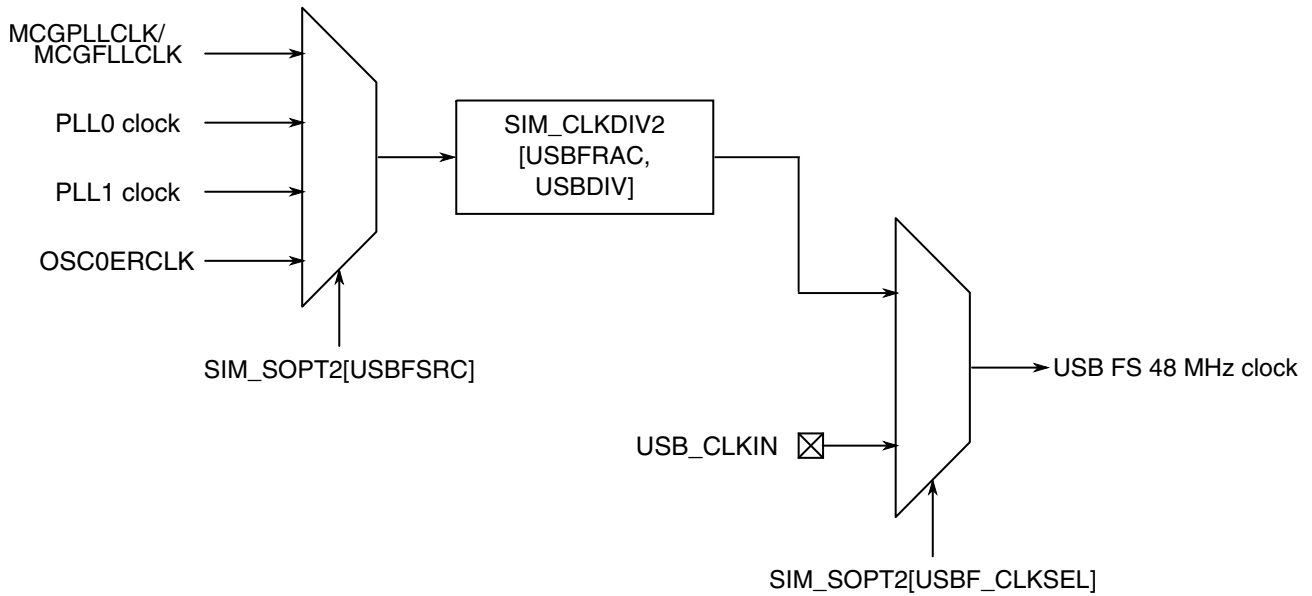 MCGPLLCLK/
MCGFLLCLK
PLL0 clock
PLL1 clock
OSC0ERCLK
SIM_SOPT2[USBFSRC]
SIM_CLKDIV2
[USBFRAC,
USBDIV]
USB_CLKIN
USB FS 48 MHz clock
SIM_SOPT2[USBF_CLKSEL]